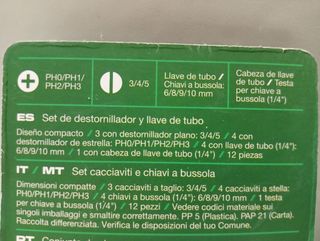 PH0/PH1/
PH2/PH3
3/4/5
Llave de tubo /
Chiavi a bussola
6/8/9/10 mm
Cabeza de llave
de tubo / Testa
per chiave a
bussola (1/4")
ES Set de destornillador y llave de tubo.
Diseño compacto / 3 con destornillador plano: 3/4/5 / 4 con
destornillador de estrella: PH0/PH1/PH2/PH3 / 4 con llave de tubo (1/4"):
6/8/9/10 mm / 1 con cabeza de llave de tubo (1/4") / 12 piezas
IT / MT Set cacciaviti e chiavi a bussola
Dimensioni compatte / 3 cacciaviti a taglio: 3/4/5 / 4 cacciaviti a stella:
PH0/PH1/PH2/PH3 / 4 chiavi a bussola (1/4"): 6/8/9/10 mm / 1 testa
per chiave a bussola (1/4") / 12 pezzi / Vedere codici materiale sui
singoli imballaggi e smaltire correttamente. PP 5 (Plastica). PAP 21 (Carta).
Raccolta differenziata. Verifica le disposizioni del tuo Comune.